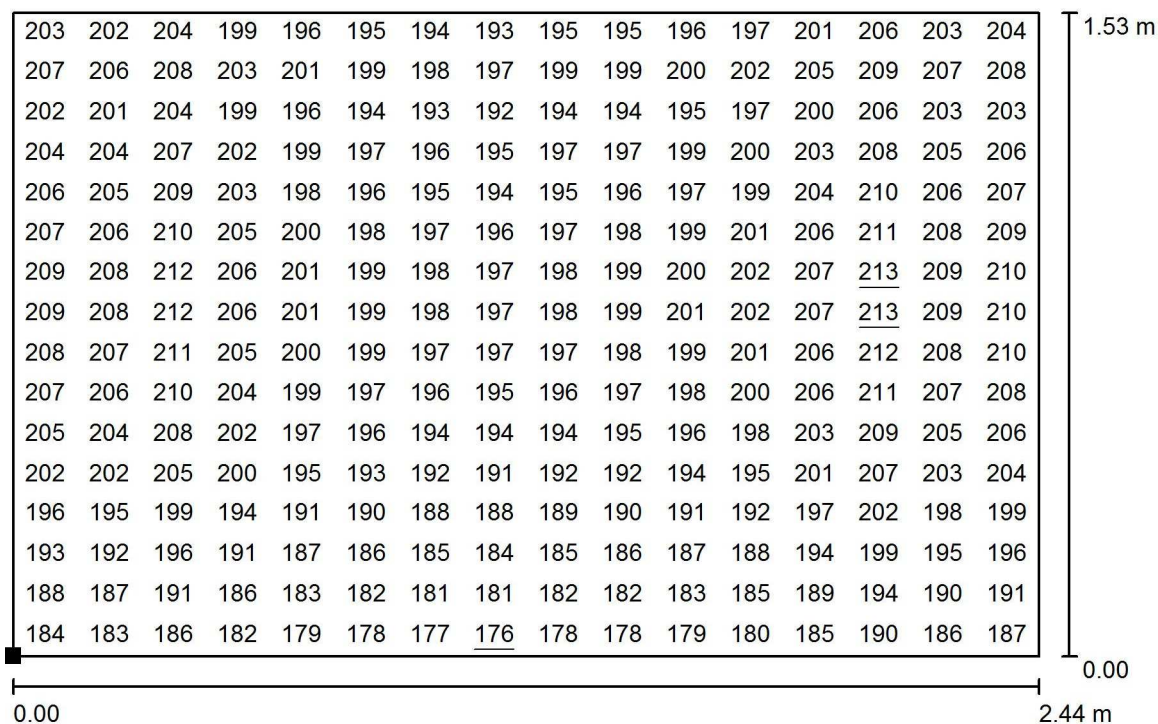 203 202 204 199 196 195 194 193 195 195 196 197 201 206 203 204
1.53 m
207 206 208 203 201 199 198 197 199 199 200 202 205 209 207 208
202 201 204 199 196 194 193 192 194 194 195 197 200 206 203 203
204 204 207 202 199 197 196 195 197 197 199 200 203 208 205 206
206 205 209 203 198 196 195 194 195 196 197 199 204 210 206 207
207 206 210 205 200 198 197 196 197 198 199 201 206 211 208 209
209 208 212 206 201 199 198 197 198 199 200 202 207 213 209 210
209 208 212 206 201 199 198 197 198 199 201 202 207 213 209 210
208 207 211 205 200 199 197 197 197 198 199 201 206 212 208 210
207 206 210 204 199 197 196 195 196 197 198 200 206 211 207 208
205 204 208 202 197 196 194 194 194 195 196 198 203 209 205 206
202 202 205 200 195 193 192 191 192 192 194 195 201 207 203 204
196 195 199 194 191 190 188 188 189 190 191 192 197 202 198 199
193 192 196 191 187 186 185 184 185 186 187 188 194 199 195 196
188 187 191 186 183 182 181 181 182 182 183 185 189 194 190 191
184 183 186 182 179 178 177 176 178 178 179 180 185 190 186 187
0.00
0.00 2.44 m